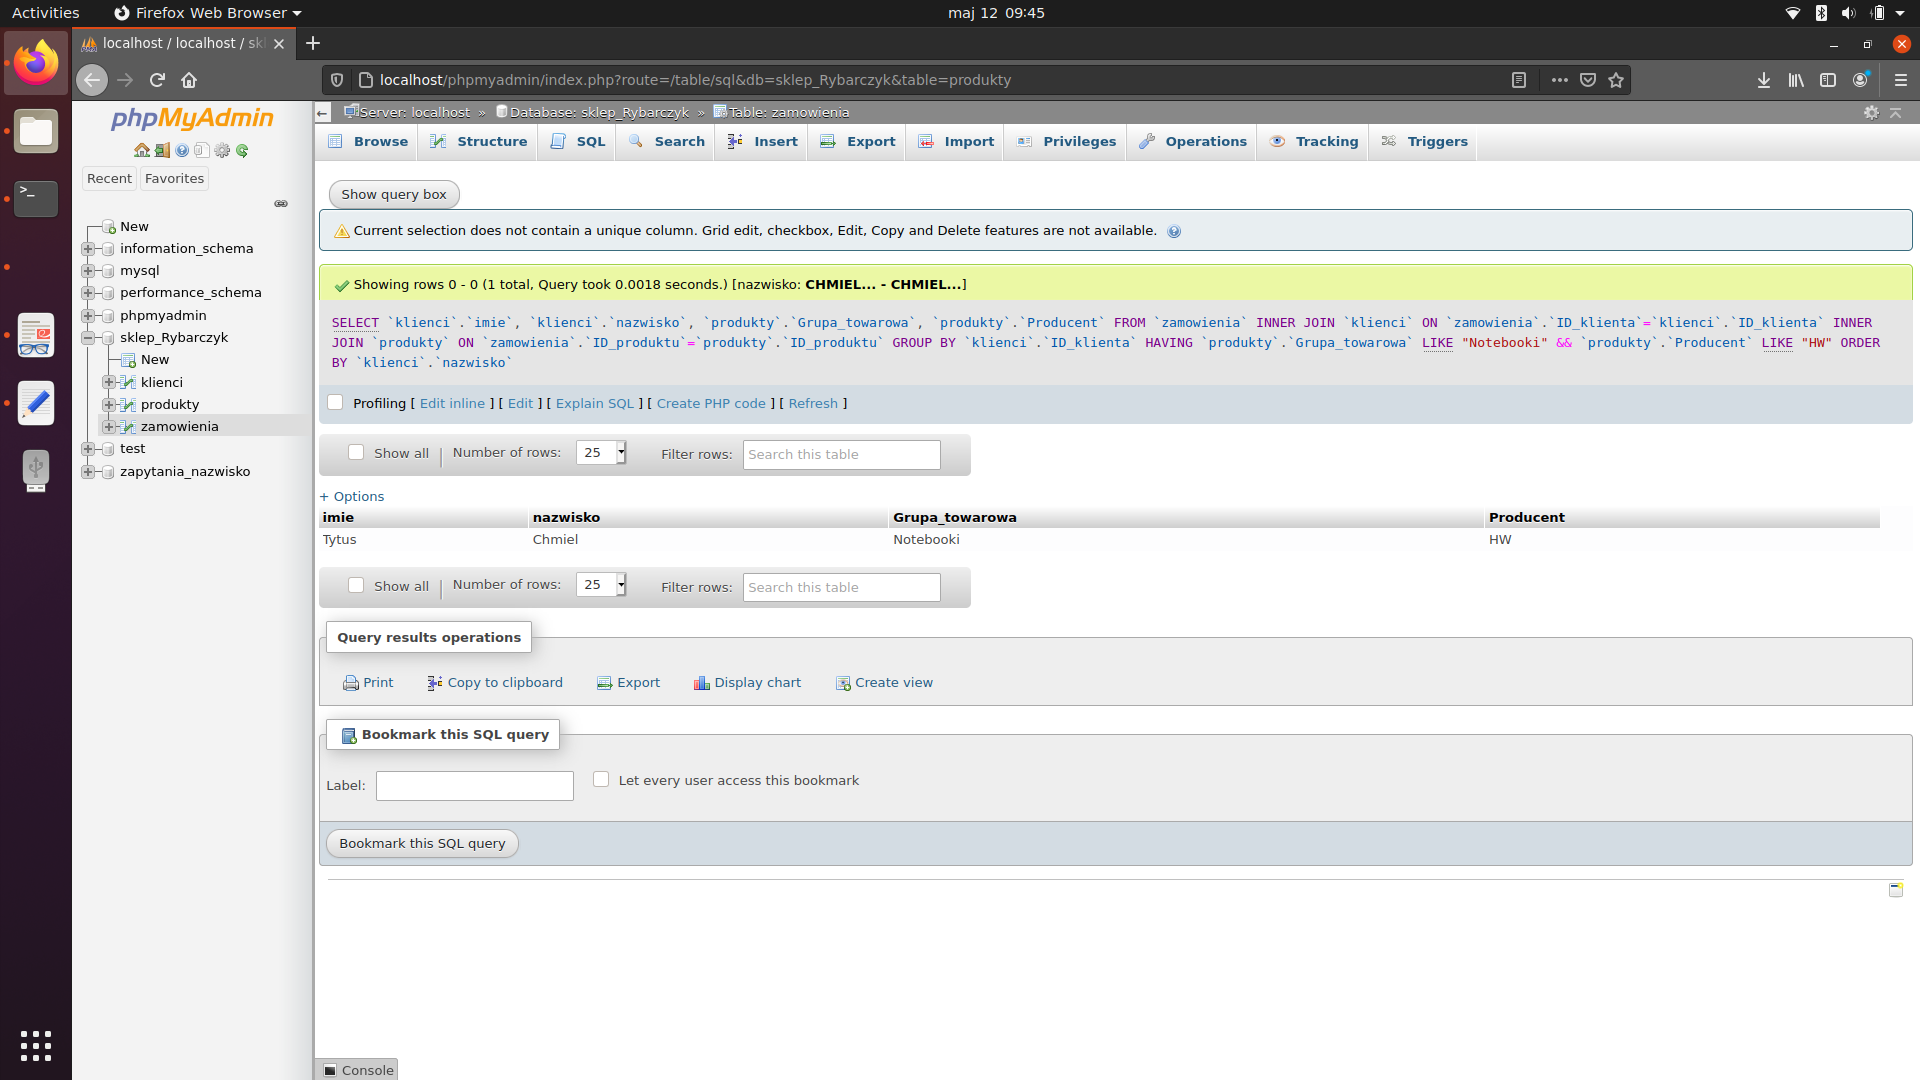 Activities
Firefox Web Browser
maj 12 09:45
localhost / localhost / skl
localhost/phpmyadmin/index.php?route=/table/sql&db=sklep_Rybarczyk&table=produkty
phpMyAdmin
Recent
Favorites
New
information_schema
mysql
performance_schema
phpmyadmin
sklep_Rybarczyk
New
klienci
produkty
zamowienia
test
zapytania_nazwisko
Server: localhost » Database: sklep_Rybarczyk » Table: zamowienia
Browse Structure SQL Search Insert Export Import Privileges Operations Tracking Triggers
Show query box
Current selection does not contain a unique column. Grid edit, checkbox, Edit, Copy and Delete features are not available.
Showing rows 0 - 0 (1 total, Query took 0.0018 seconds.) [nazwisko: CHMIEL... - CHMIEL...]
SELECT `klienci`.`imie`, `klienci`.`nazwisko`, `produkty`.`Grupa_towarowa`, `produkty`.`Producent` FROM `zamowienia` INNER JOIN `klienci` ON `zamowienia`.`ID_klienta`=`klienci`.`ID_klienta` INNER
JOIN `produkty` ON `zamowienia`.`ID_produktu`=`produkty`.`ID_produktu` GROUP BY `klienci`.`ID_klienta` HAVING `produkty`.`Grupa_towarowa` LIKE "Notebooki" && `produkty`.`Producent` LIKE "HW" ORDER
BY `klienci`.`nazwisko`
Profiling [ Edit inline ] [ Edit ] [ Explain SQL ] [ Create PHP code ] [ Refresh ]
Show all Number of rows: 25 Filter rows: Search this table
+ Options
imie nazwisko Grupa_towarowa Producent
Tytus Chmiel Notebooki HW
Show all Number of rows: 25 Filter rows: Search this table
Query results operations
Print Copy to clipboard Export Display chart Create view
Bookmark this SQL query
Label: Let every user access this bookmark
Bookmark this SQL query
Console